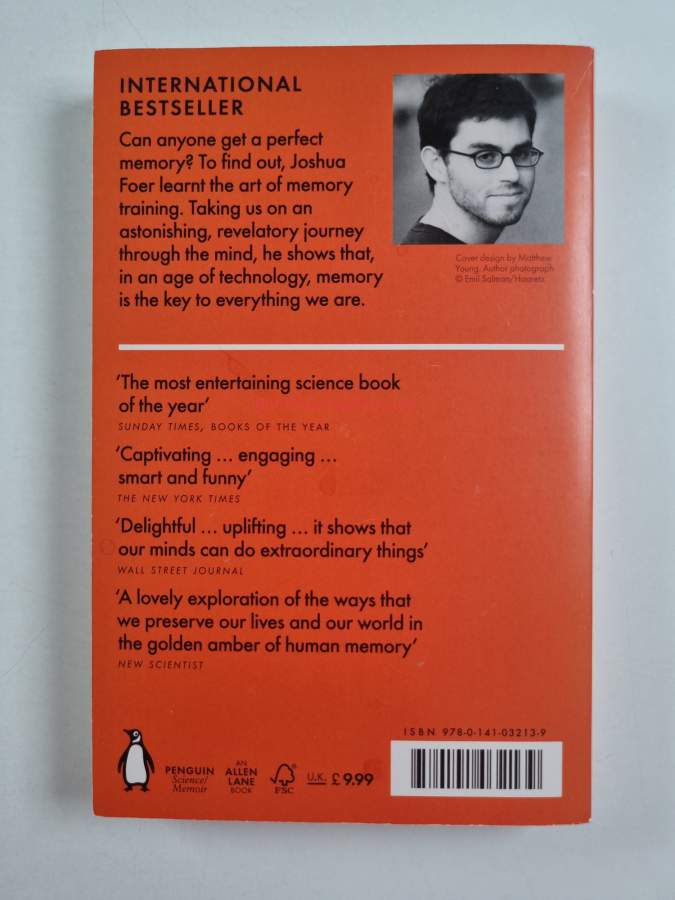 INTERNATIONAL
BESTSELLER
Can anyone get a perfect
memory? To find out, Joshua
Foer learnt the art of memory
training. Taking us on an
astonishing, revelatory journey
through the mind, he shows that,
in an age of technology, memory
is the key to everything we are.
Cover design by Matthew
Young. Author photograph
© Emil Salman/Haaretz
‘The most entertaining science book
of the year’
SUNDAY TIMES, BOOKS OF THE YEAR
‘Captivating ... engaging ...
smart and funny’
THE NEW YORK TIMES
‘Delightful ... uplifting ... it shows that
our minds can do extraordinary things’
WALL STREET JOURNAL
‘A lovely exploration of the ways that
we preserve our lives and our world in
the golden amber of human memory’
NEW SCIENTIST
ISBN 978-0-141-03213-9
PENGUIN
Science/
Memoir
AN
ALLEN
LANE
BOOK
FSC
U.K. £9.99